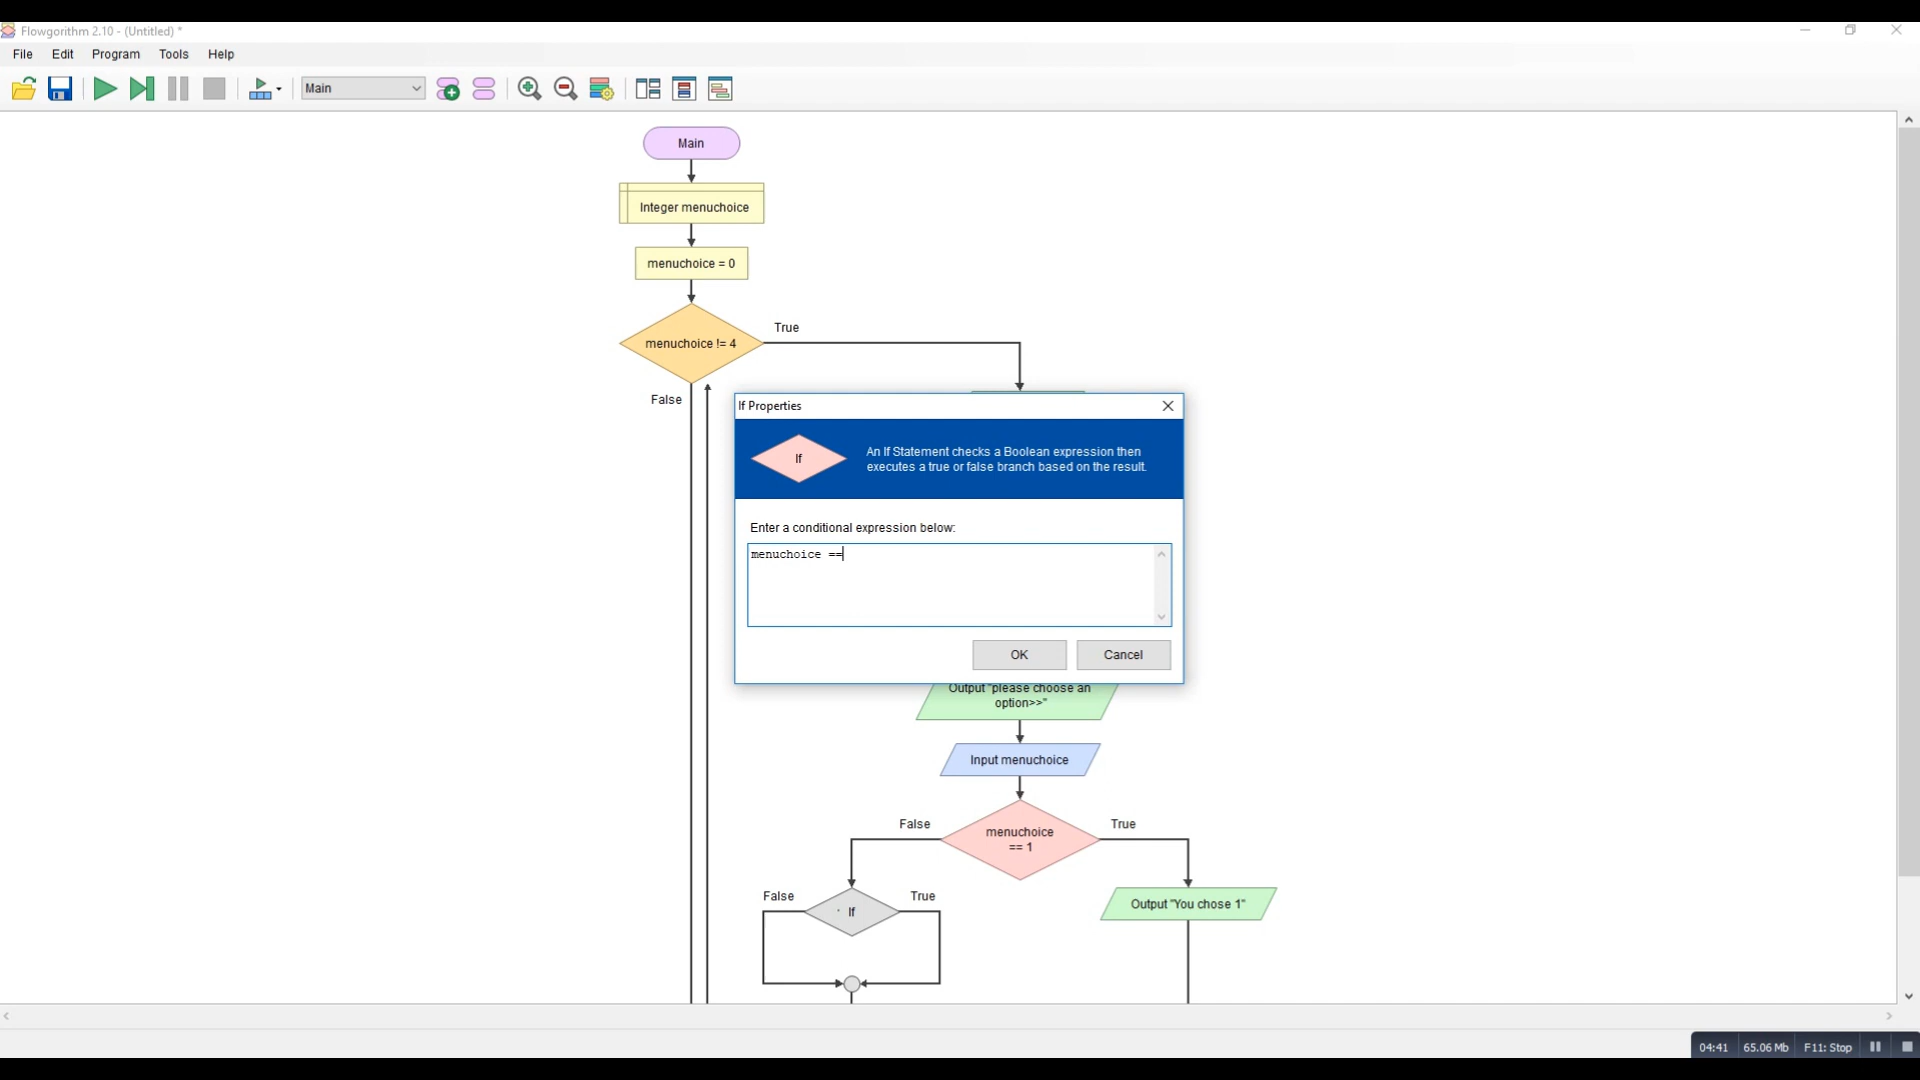 Flowgorithm 2.10 - (Untitled) *
File Edit Program Tools Help
Main
Main
Integer menuchoice
menuchoice = 0
menuchoice != 4
True
False
If Properties
If
An If Statement checks a Boolean expression then
executes a true or false branch based on the result.
Enter a conditional expression below:
menuchoice ==
OK
Cancel
Output "please choose an
option>>"
Input menuchoice
False
menuchoice
== 1
True
False
If
True
Output "You chose 1"
04:41 65.06 Mb F11: Stop